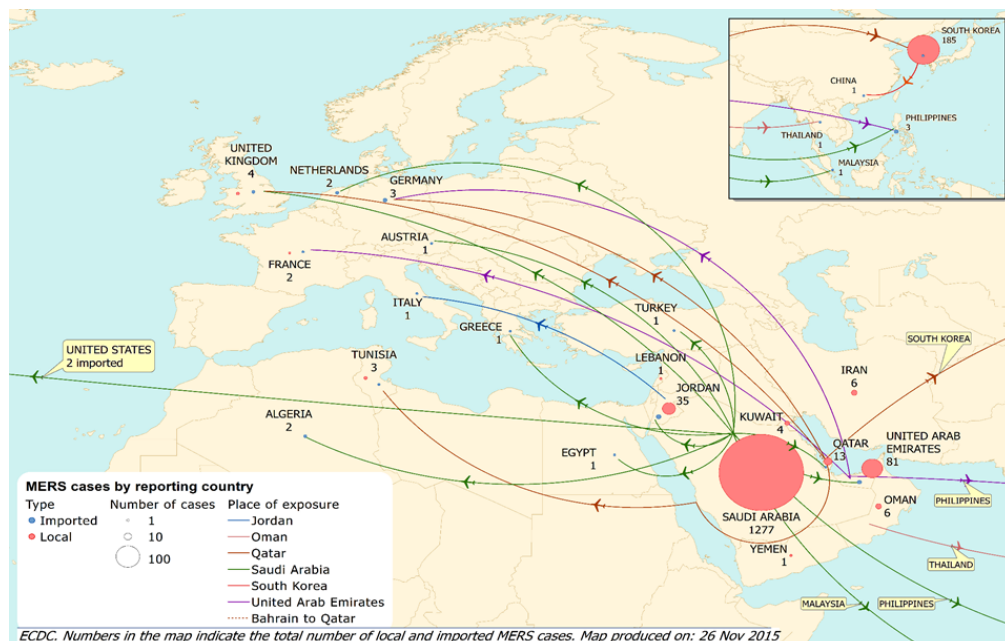 SOUTH KOREA
185
CHINA
1
PHILIPPINES
3
THAILAND
1
MALAYSIA
1
UNITED
KINGDOM
4
NETHERLANDS
2
GERMANY
3
AUSTRIA
1
FRANCE
2
ITALY
1
GREECE
1
TURKEY
1
UNITED STATES
2 imported
TUNISIA
3
LEBANON
1
JORDAN
35
IRAN
6
SOUTH KOREA
ALGERIA
2
KUWAIT
4
QATAR
13
UNITED ARAB
EMIRATES
81
EGYPT
1
PHILIPPINES
OMAN
6
SAUDI ARABIA
1277
YEMEN
1
THAILAND
MALAYSIA
PHILIPPINES
MERS cases by reporting country
Type
Imported
Local
Number of cases
1
10
100
Place of exposure
Jordan
Oman
Qatar
Saudi Arabia
South Korea
United Arab Emirates
Bahrain to Qatar
ECDC. Numbers in the map indicate the total number of local and imported MERS cases. Map produced on: 26 Nov 2015